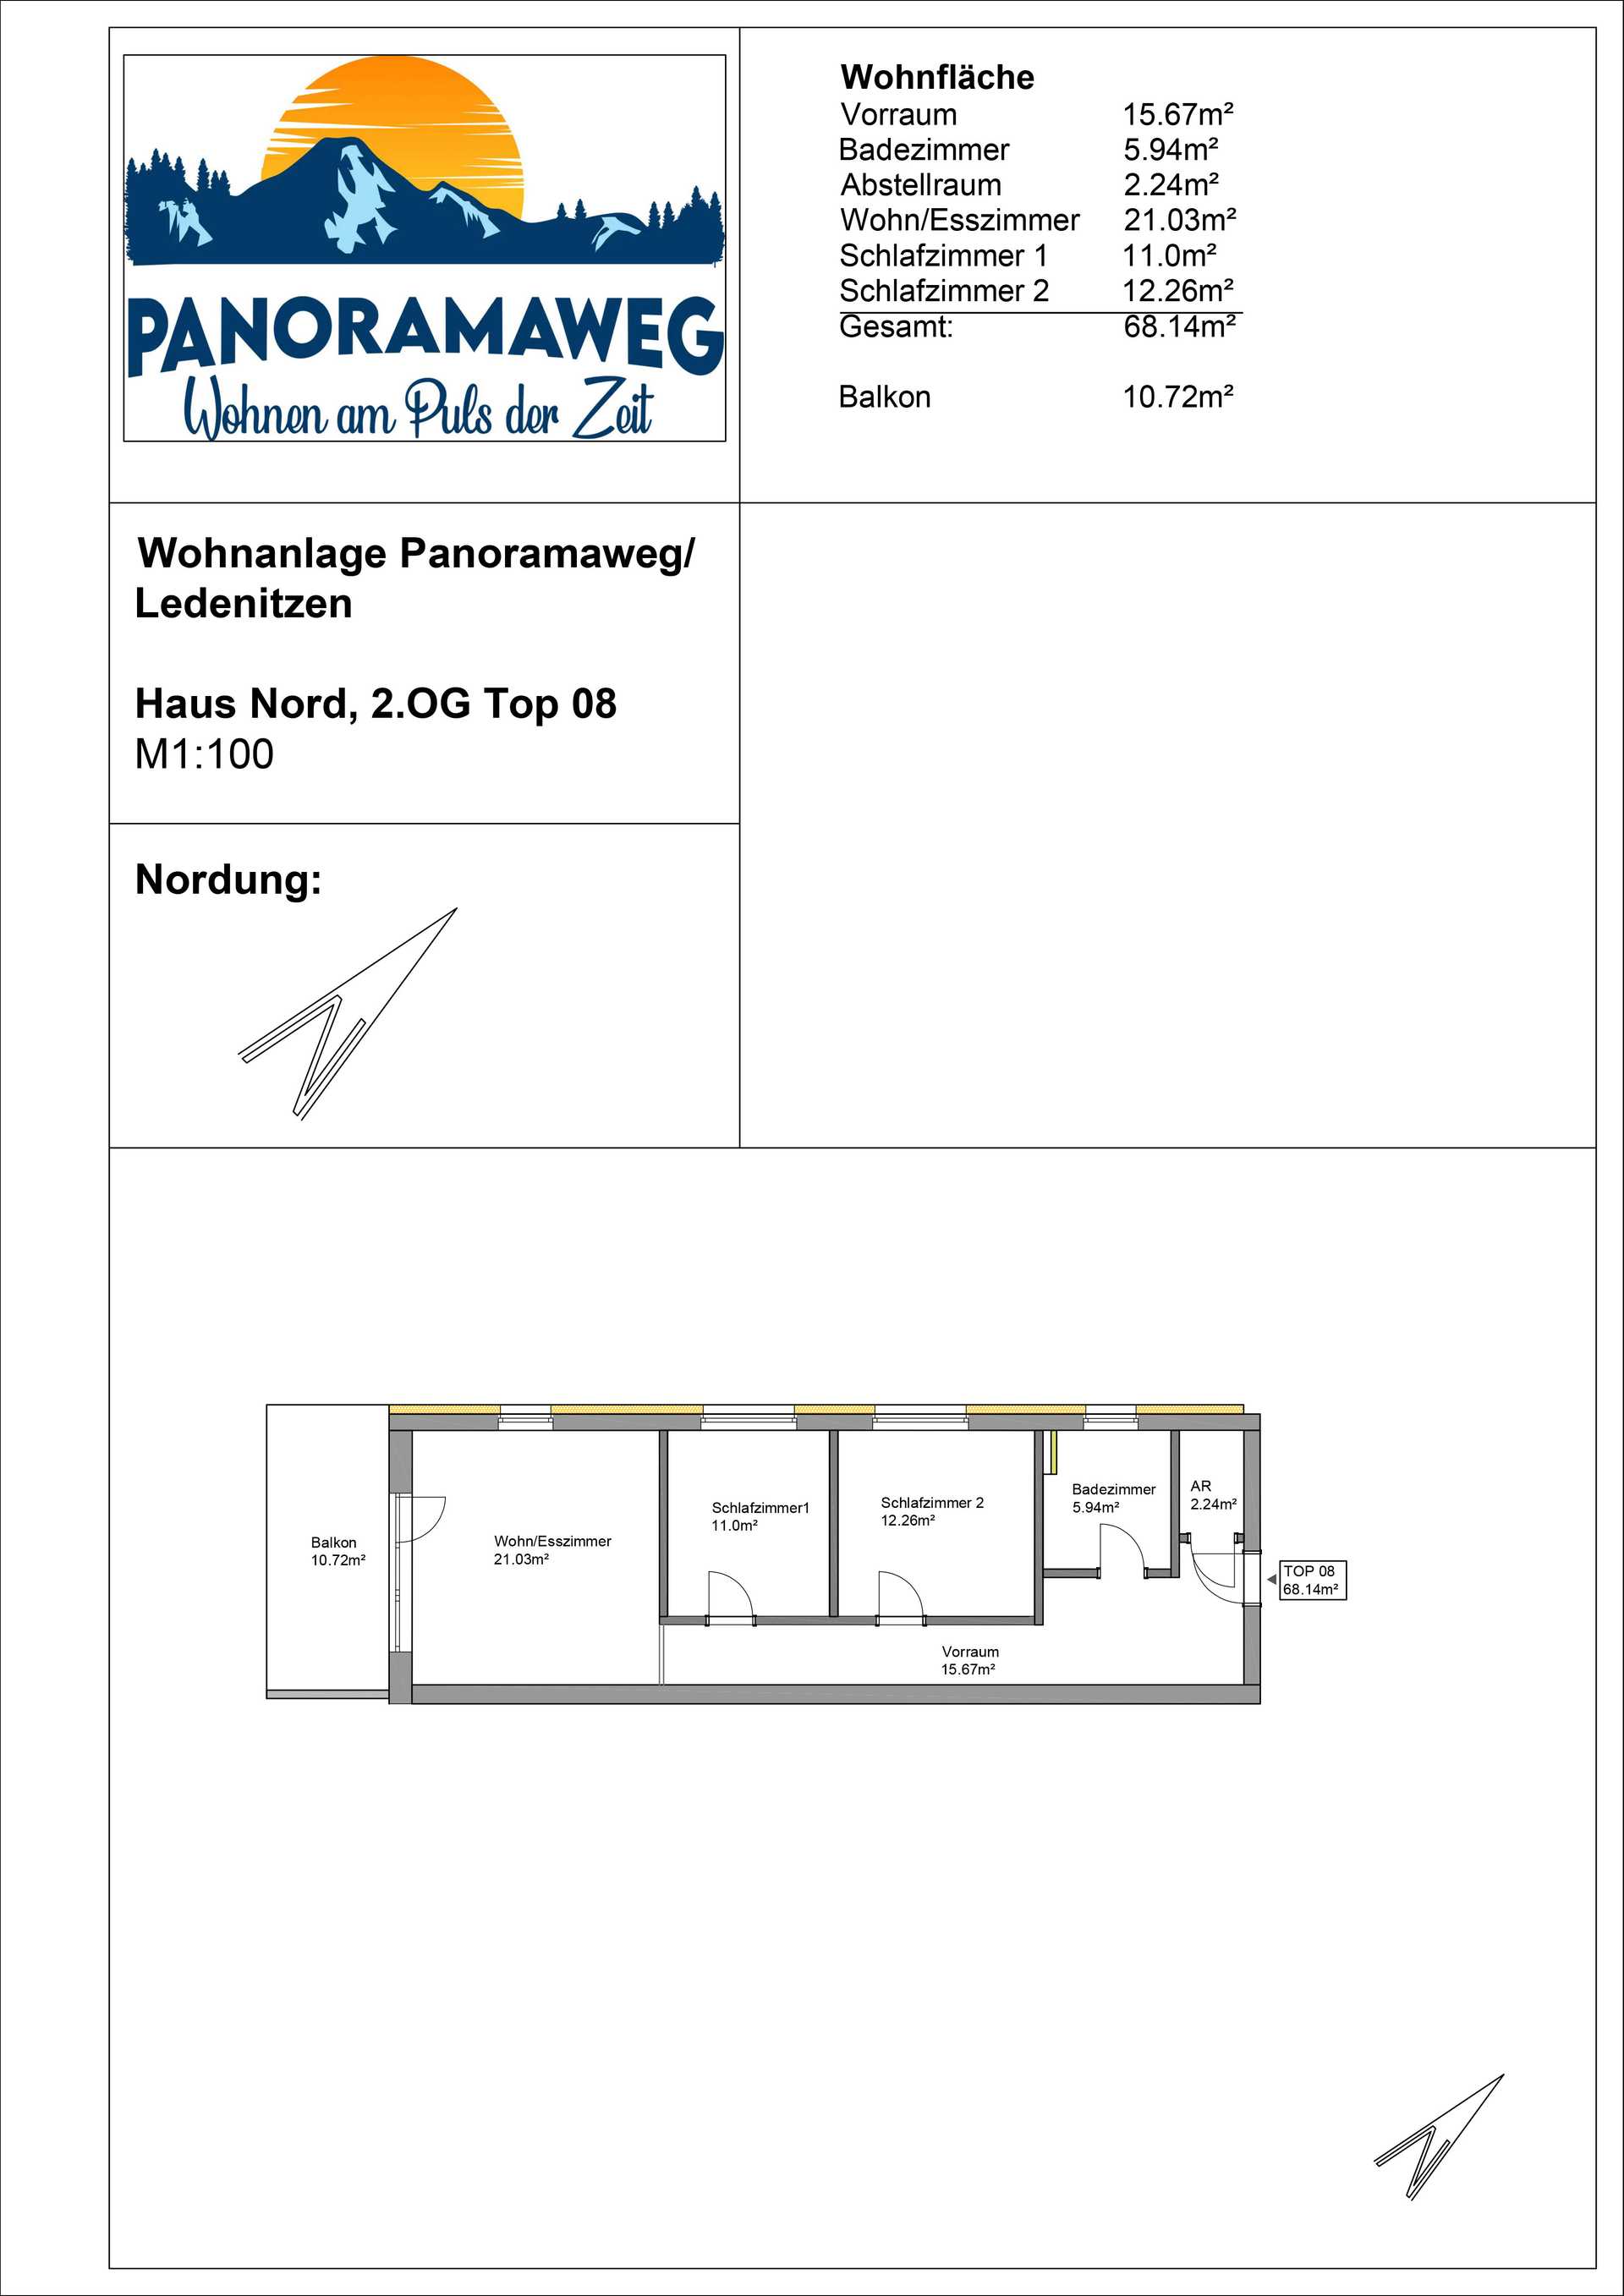 PANORAMAWEG
Wohnen am Puls der Zeit
Wohnfläche
Vorraum 15.67m²
Badezimmer 5.94m²
Abstellraum 2.24m²
Wohn/Esszimmer 21.03m²
Schlafzimmer 1 11.0m²
Schlafzimmer 2 12.26m²
Gesamt: 68.14m²
Balkon 10.72m²
Wohnanlage Panoramaweg/
Ledenitzen
Haus Nord, 2.OG Top 08
M1:100
Nordung:
N
Balkon
10.72m²
Wohn/Esszimmer
21.03m²
Schlafzimmer1
11.0m²
Schlafzimmer 2
12.26m²
Badezimmer
5.94m²
AR
2.24m²
TOP 08
68.14m²
Vorraum
15.67m²
N